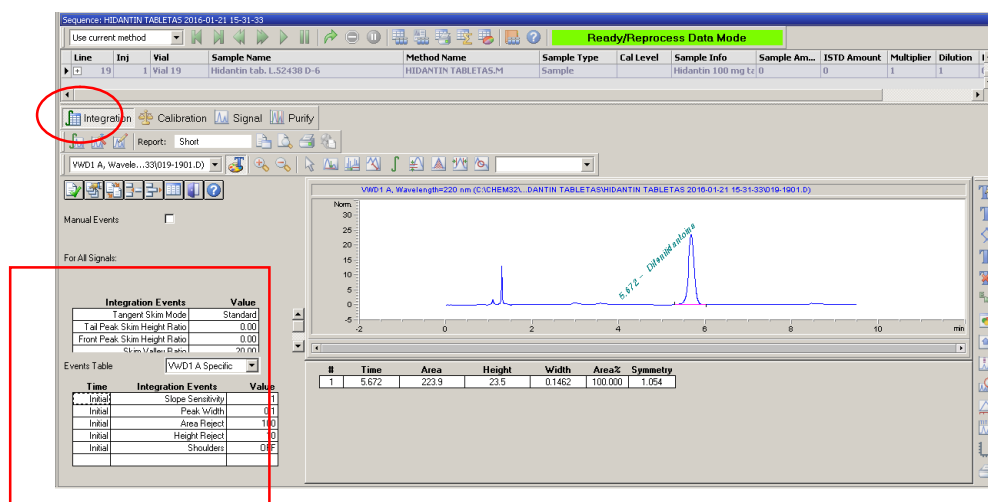 Sequence: HIDANTIN TABLETAS 2016-01-21 15-31-33
Use current method
Ready/Reprocess Data Mode
Line Inj Vial Sample Name Method Name Sample Type Cal Level Sample Info Sample Am... ISTD Amount Multiplier Dilution
19 1 Vial 19 Hidantin tab. L.52438 D-6 HIDANTIN TABLETAS.M Sample Hidantin 100 mg ta 0 0 1 1
Integration Calibration Signal Purify
Report: Short
VWD1 A, Wavele...33\019-1901.D)
VWD1 A, Wavelength=220 nm (C:\CHEM32\...DANTIN TABLETAS\HIDANTIN TABLETAS 2016-01-21 15-31-33\019-1901.D)
Manual Events
For All Signals:
Integration Events Value
Tangent Skim Mode Standard
Tail Peak Skim Height Ratio 0.00
Front Peak Skim Height Ratio 0.00
Skim Valley Ratio 20.00
Events Table VWD1 A Specific
Time Integration Events Value
Initial Slope Sensitivity 1
Initial Peak Width 0.1
Initial Area Reject 100
Initial Height Reject 10
Initial Shoulders OFF
Norm.
30
25
20
15
10
5
0
-5
5.672 - Difenilidantoina
-2 0 2 4 6 8 10 min
# Time Area Height Width Area% Symmetry
1 5.672 223.9 23.5 0.1462 100.000 1.054